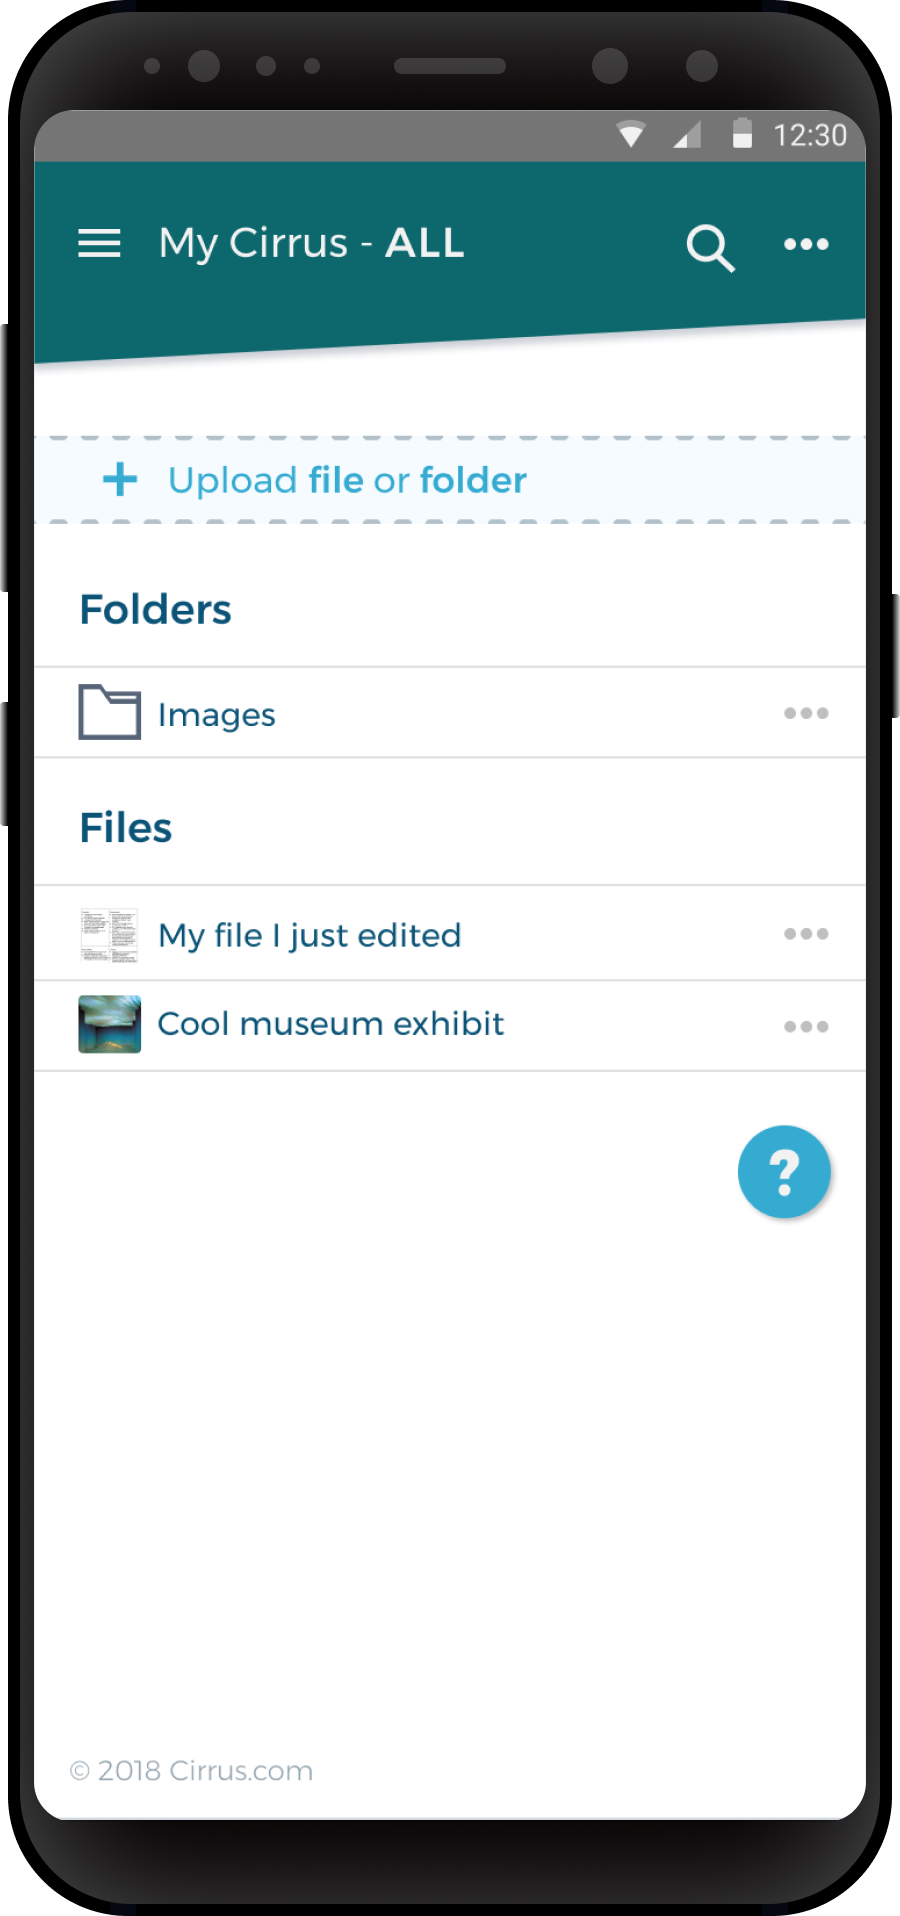 12:30
My Cirrus - ALL
+ Upload file or folder
Folders
Images
Files
My file I just edited
Cool museum exhibit
?
© 2018 Cirrus.com